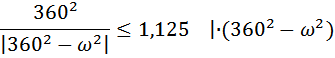 360² / |360² − ω²| ≤ 1,125 |·(360² − ω²)